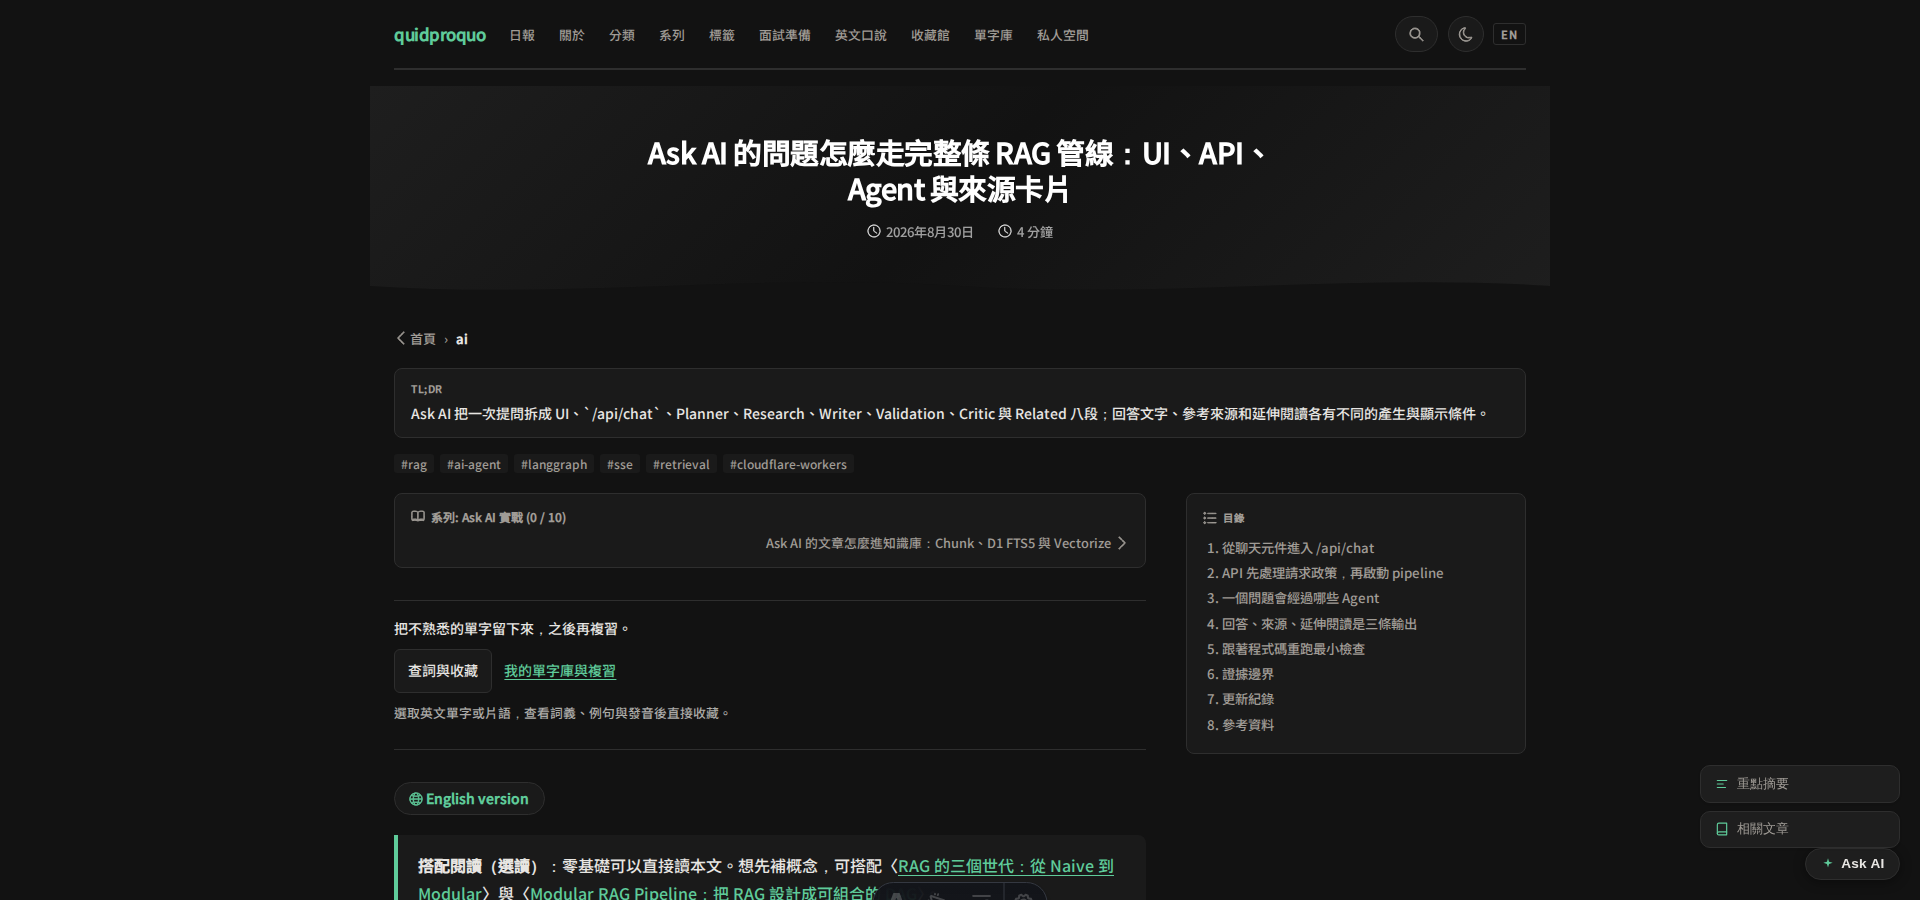 quidproquo 日報 關於 分類 系列 標籤 面試準備 英文口說 收藏館 單字庫 私人空間 EN
Ask AI 的問題怎麼走完整條 RAG 管線：UI、API、
Agent 與來源卡片
2026年8月30日 4 分鐘
首頁 › ai
TL;DR
Ask AI 把一次提問拆成 UI、`/api/chat`、Planner、Research、Writer、Validation、Critic 與 Related 八段；回答文字、參考來源和延伸閱讀各有不同的產生與顯示條件。
#rag #ai-agent #langgraph #sse #retrieval #cloudflare-workers
系列: Ask AI 實戰 (0 / 10)
Ask AI 的文章怎麼進知識庫：Chunk、D1 FTS5 與 Vectorize
目錄
1. 從聊天元件進入 /api/chat
2. API 先處理請求政策，再啟動 pipeline
3. 一個問題會經過哪些 Agent
4. 回答、來源、延伸閱讀是三條輸出
5. 跟著程式碼重跑最小檢查
6. 證據邊界
7. 更新紀錄
8. 參考資料
把不熟悉的單字留下來，之後再複習。
查詞與收藏 我的單字庫與複習
選取英文單字或片語，查看詞義、例句與發音後直接收藏。
English version
搭配閱讀（選讀）：零基礎可以直接讀本文。想先補概念，可搭配〈RAG 的三個世代：從 Naive 到
Modular〉與〈Modular RAG Pipeline：把 RAG 設計成可組合的
重點摘要
相關文章
Ask AI